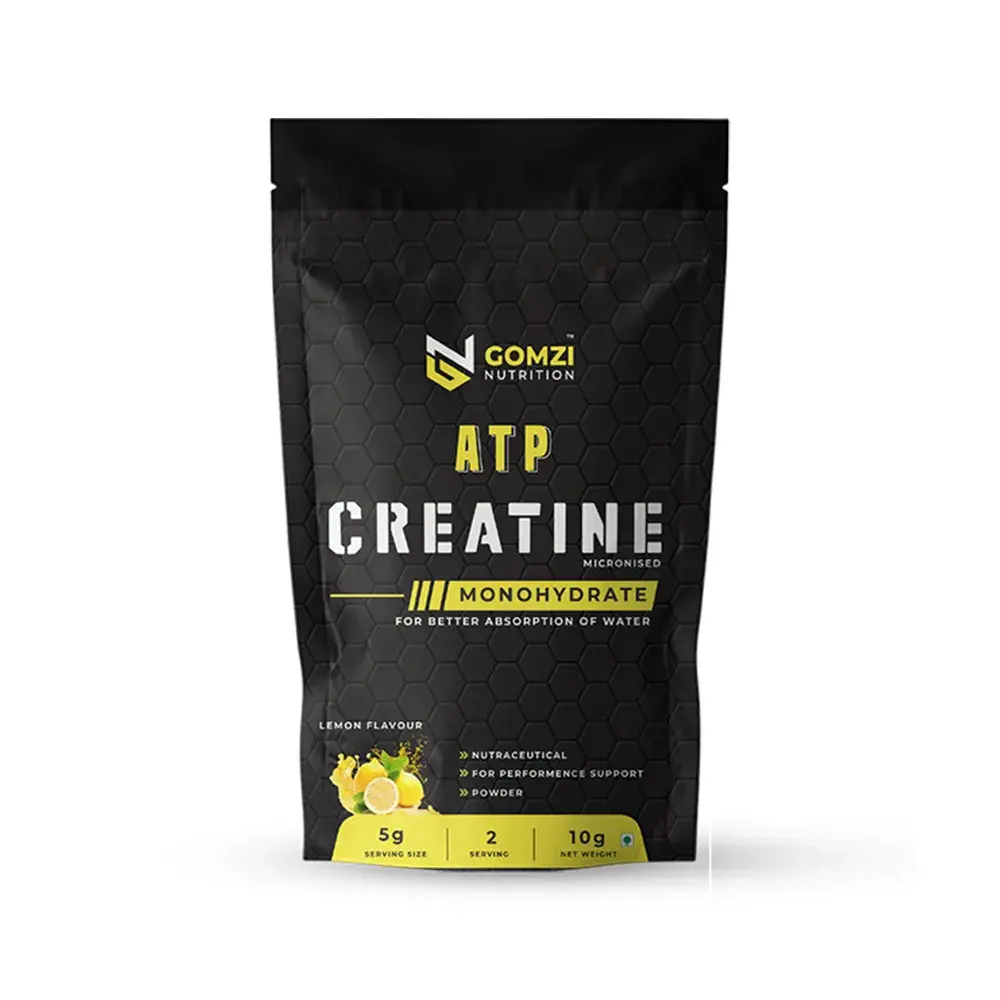 GOMZI™
NUTRITION
ATP
CREATINE
MICRONISED
MONOHYDRATE
FOR BETTER ABSORPTION OF WATER
LEMON FLAVOUR
NUTRACEUTICAL
FOR PERFORMENCE SUPPORT
POWDER
5g 2 10g
SERVING SIZE SERVING NET WEIGHT